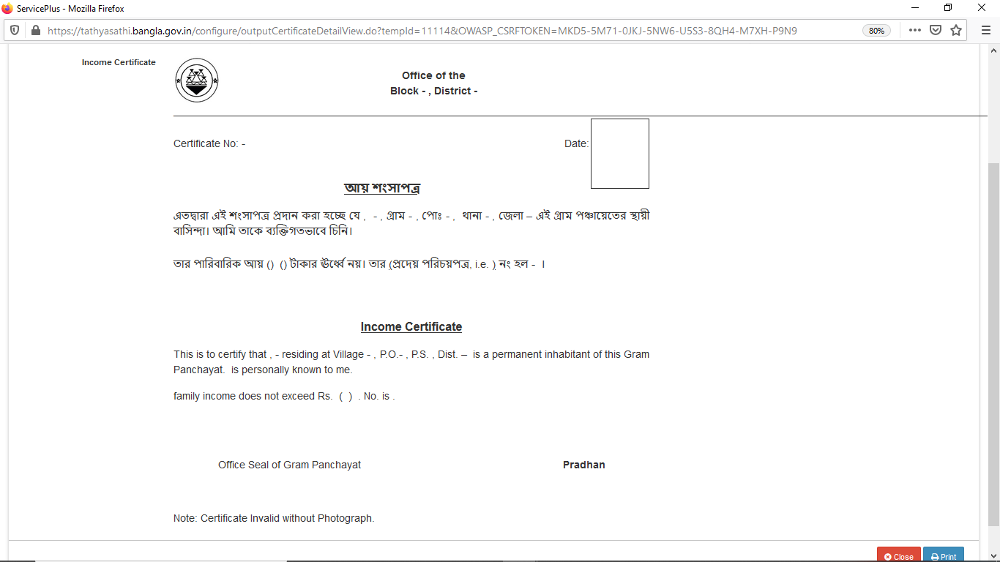 ServicePlus - Mozilla Firefox
https://tathyasathi.bangla.gov.in/configure/outputCertificateDetailView.do?tempId=11114&OWASP_CSRFTOKEN=MKD5-5M71-0JKJ-5NW6-U5S3-8QH4-M7XH-P9N9
80%
Income Certificate
Office of the
Block - , District -
Certificate No: -
Date:
আয় শংসাপত্র
এতদ্বারা এই শংসাপত্র প্রদান করা হচ্ছে যে , - , গ্রাম - , পোঃ - , থানা - , জেলা – এই গ্রাম পঞ্চায়েতের স্থায়ী
বাসিন্দা। আমি তাকে ব্যক্তিগতভাবে চিনি।
তার পারিবারিক আয় () () টাকার ঊর্ধ্বে নয়। তার (প্রদেয় পরিচয়পত্র, i.e. ) নং হল - ।
Income Certificate
This is to certify that , - residing at Village - , P.O.- , P.S. , Dist. – is a permanent inhabitant of this Gram
Panchayat. is personally known to me.
family income does not exceed Rs. ( ) . No. is .
Office Seal of Gram Panchayat
Pradhan
Note: Certificate Invalid without Photograph.
Close
Print